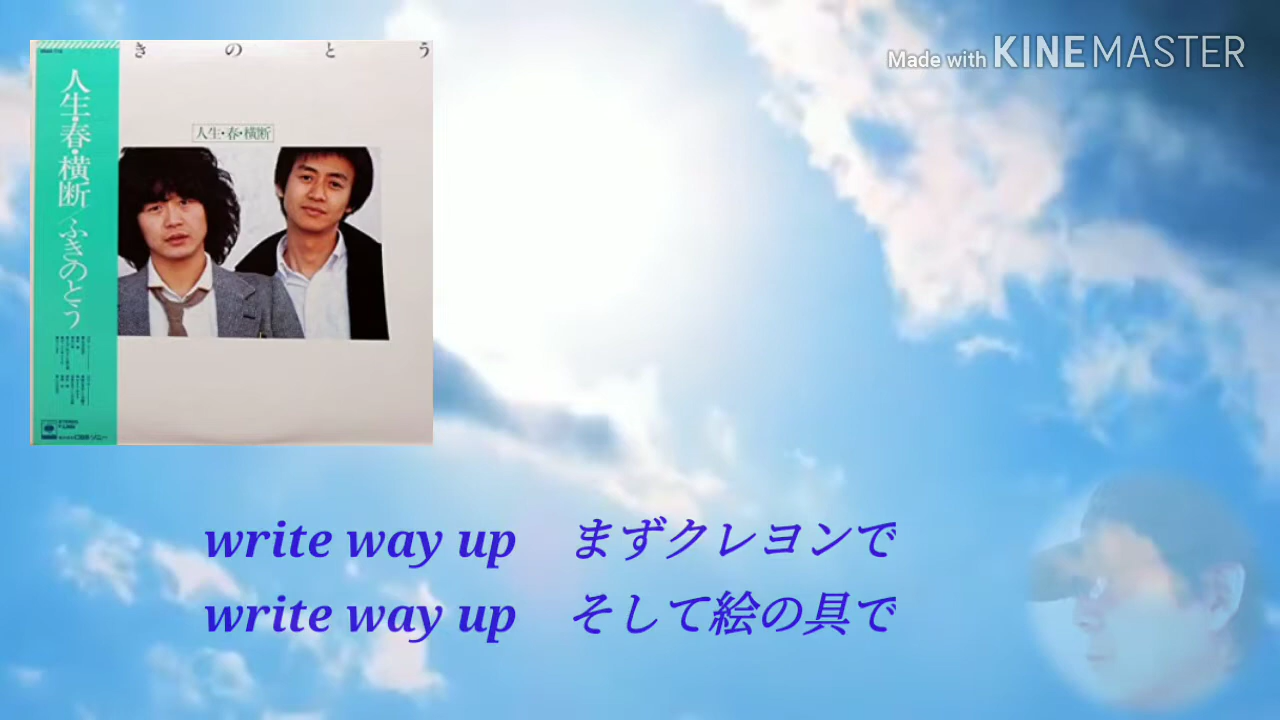 きのとう
人生・春・横断
人生・春・横断/ふきのとう
Made with KINEMASTER
write way up まずクレヨンで
write way up そして絵の具で